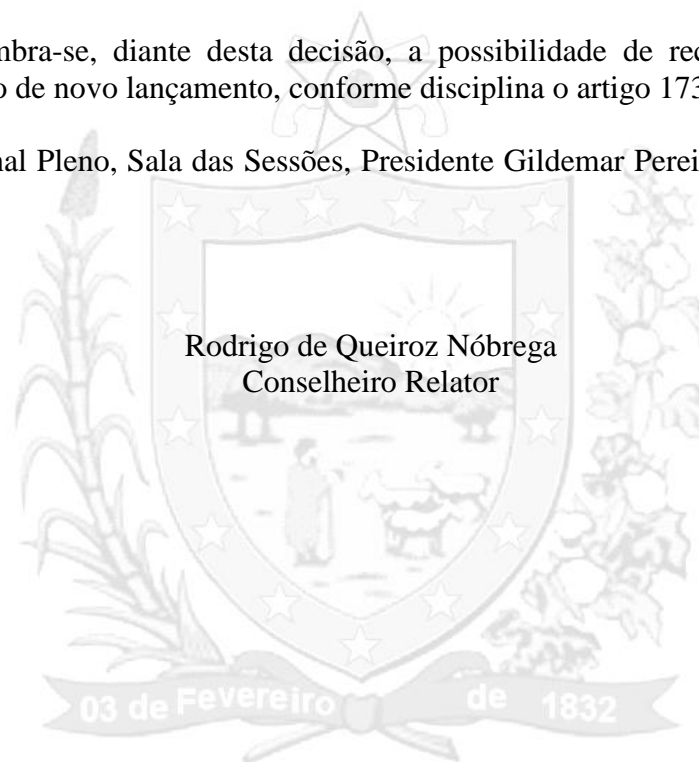 mbra-se, diante desta decisão, a possibilidade de rec
o de novo lançamento, conforme disciplina o artigo 173
nal Pleno, Sala das Sessões, Presidente Gildemar Perei
Rodrigo de Queiroz Nóbrega
Conselheiro Relator
03 de Fevereiro de 1832